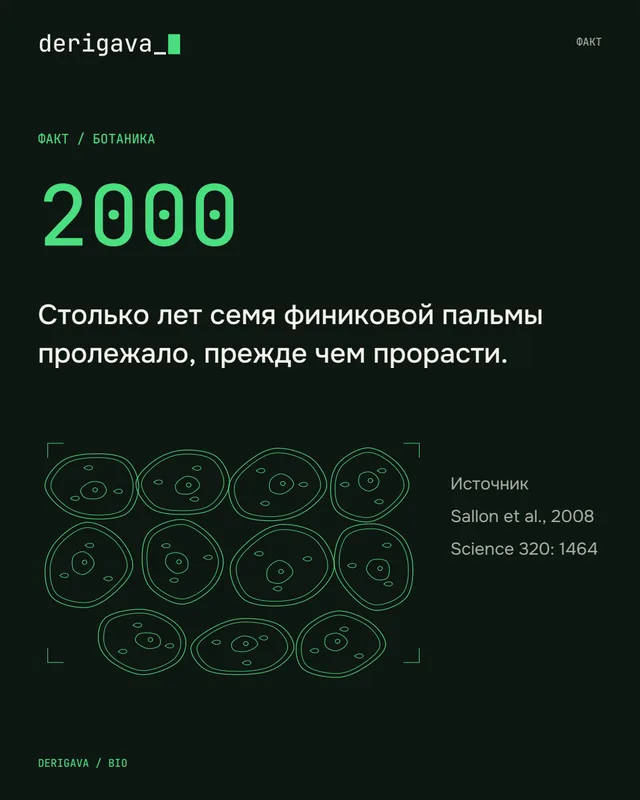 derigava_
ФАКТ
ФАКТ / БОТАНИКА
2000
Столько лет семя финиковой пальмы
пролежало, прежде чем прорасти.
Источник
Sallon et al., 2008
Science 320: 1464
DERIGAVA / BIO